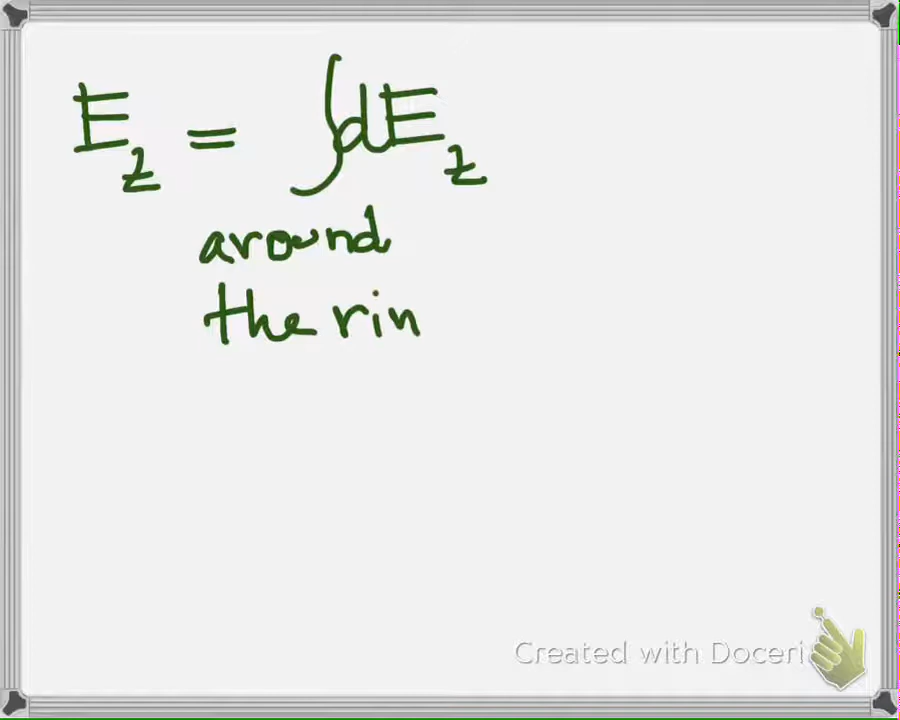 E_z = ∫dE_z
around
the rin
Created with Doceri